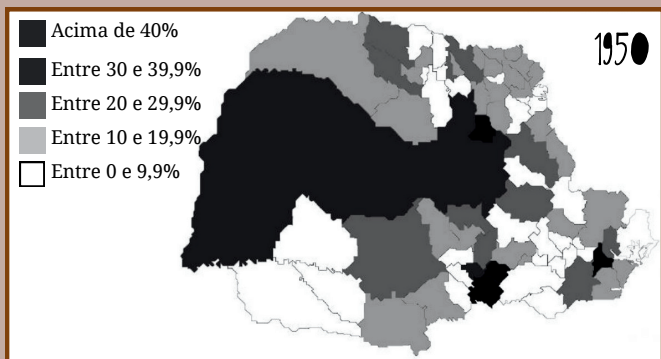 Acima de 40%
Entre 30 e 39,9%
Entre 20 e 29,9%
Entre 10 e 19,9%
Entre 0 e 9,9%
1950